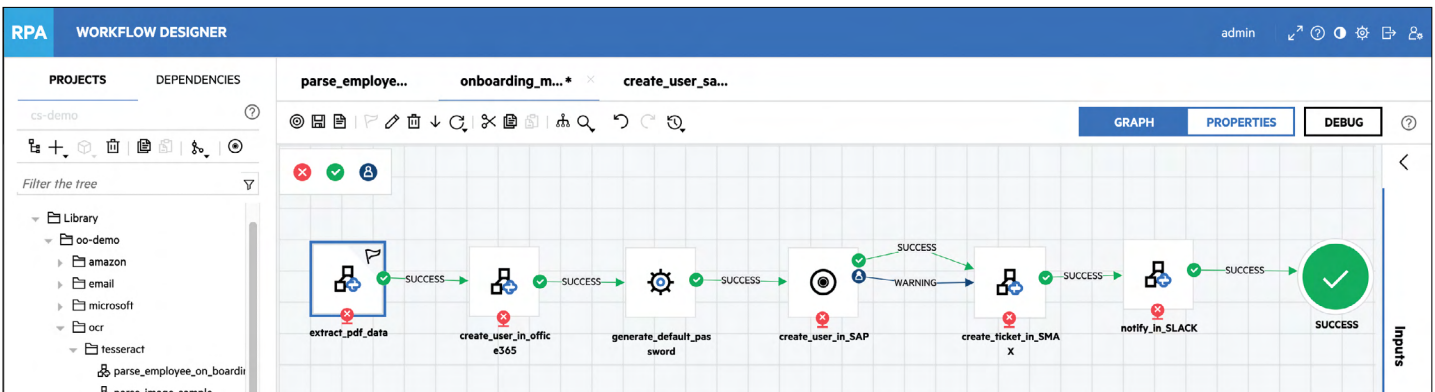 RPA WORKFLOW DESIGNER admin
PROJECTS DEPENDENCIES
parse_employe... onboarding_m...* create_user_sa...
cs-demo
GRAPH PROPERTIES DEBUG
Filter the tree
Library
oo-demo
amazon
email
microsoft
ocr
tesseract
parse_employee_on_boardin
SUCCESS
SUCCESS
SUCCESS
SUCCESS
WARNING
SUCCESS
SUCCESS
extract_pdf_data
create_user_in_offic
e365
generate_default_pas
sword
create_user_in_SAP
create_ticket_in_SMA
X
notify_in_SLACK
SUCCESS
Inputs